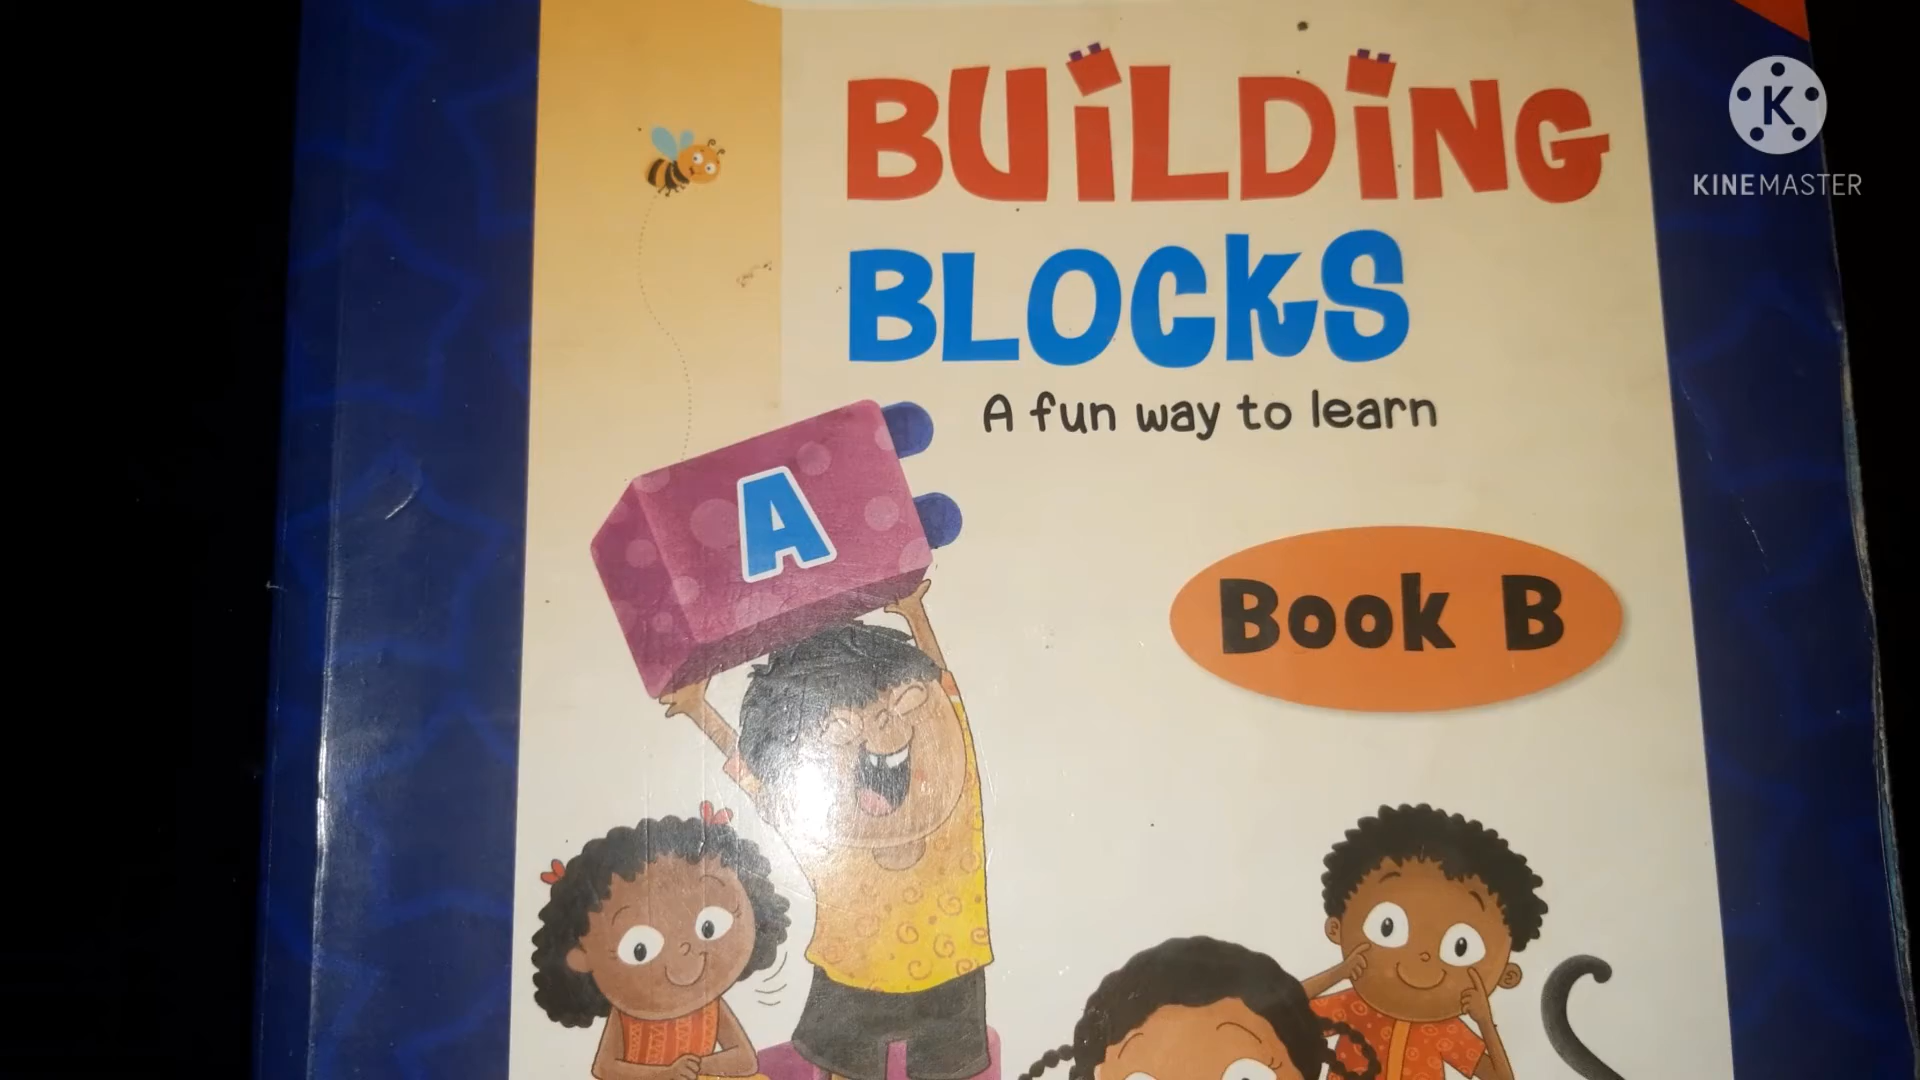 BUiLDiNG
BLOCKS
A fun way to learn
A
Book B
K
KINEMASTER